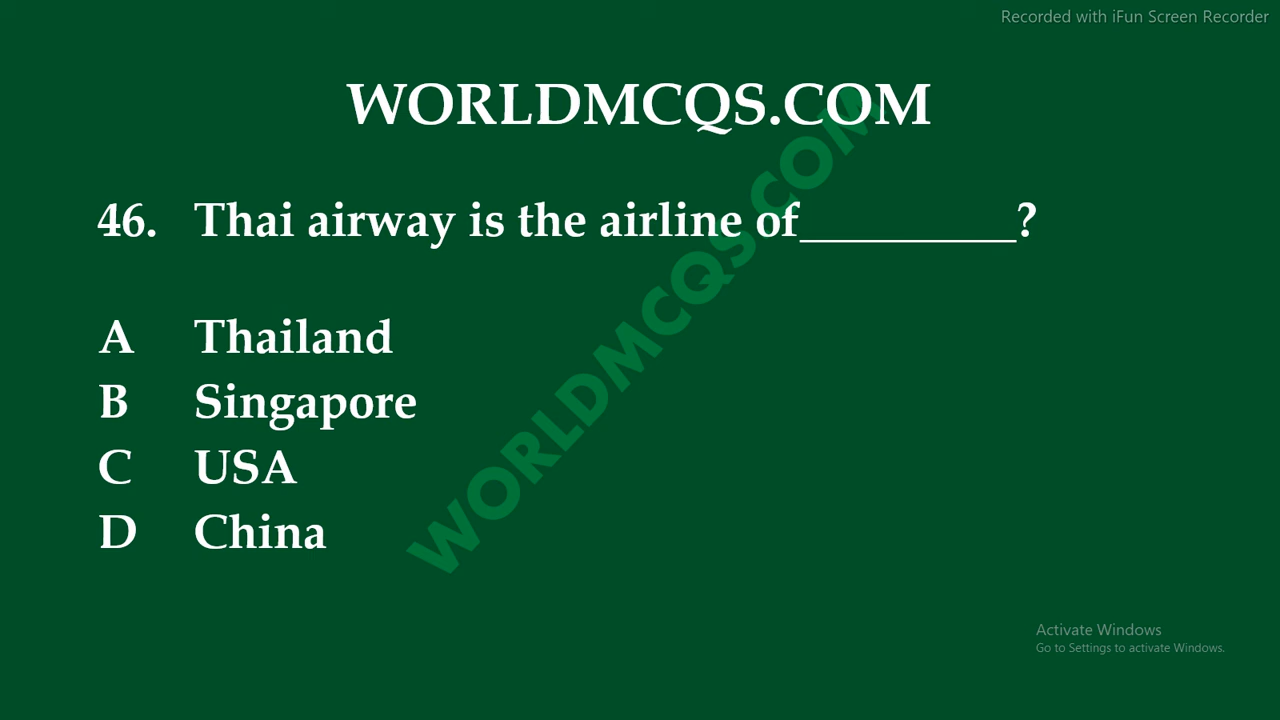 Recorded with iFun Screen Recorder
WORLDMCQS.COM
46. Thai airway is the airline of_________?
A Thailand
B Singapore
C USA
D China
WORLDMCQS.COM
Activate Windows
Go to Settings to activate Windows.